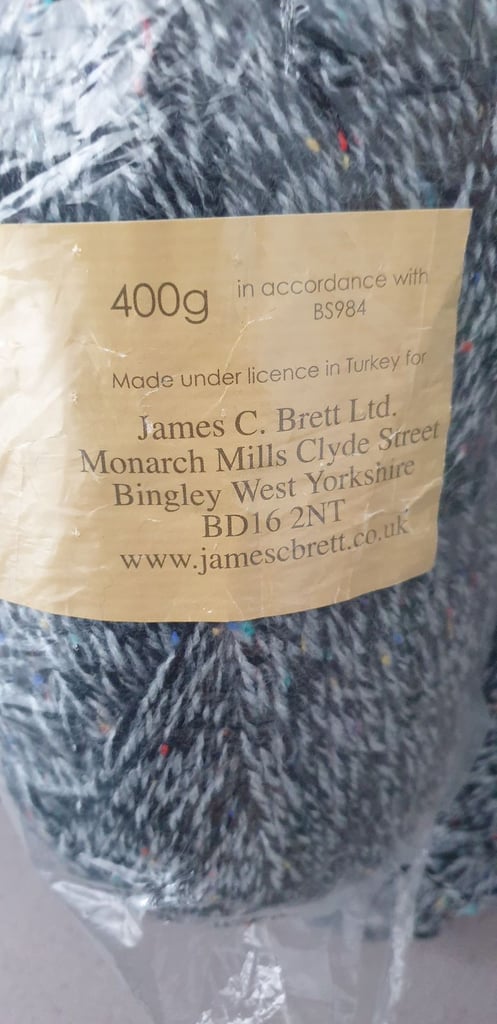 400g
in accordance with
BS984
Made under licence in Turkey for
James C. Brett Ltd.
Monarch Mills Clyde Street
Bingley West Yorkshire
BD16 2NT
www.jamescbrett.co.uk